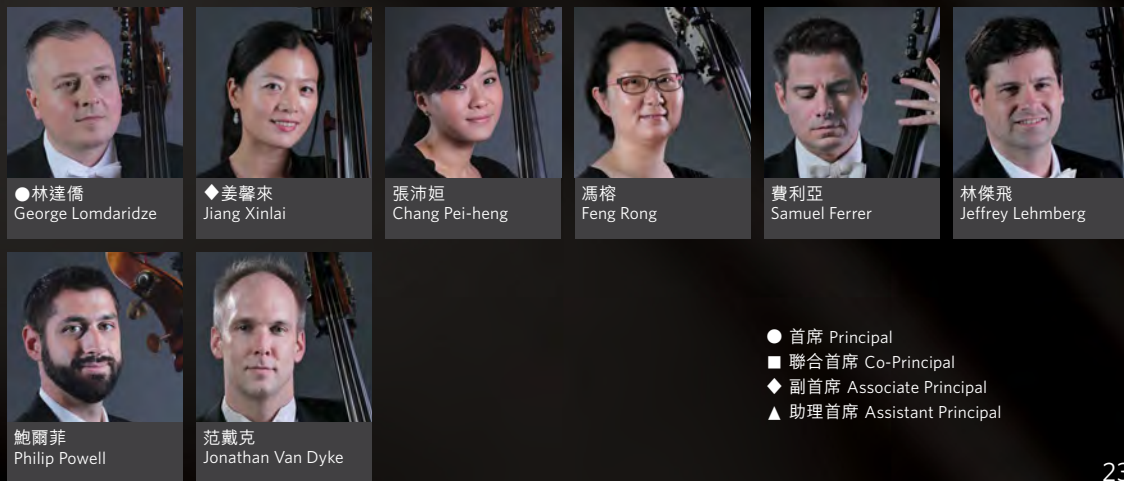 ●林達僑
George Lomdaridze
◆姜馨來
Jiang Xinlai
張沛姮
Chang Pei-heng
馮榕
Feng Rong
費利亞
Samuel Ferrer
林傑飛
Jeffrey Lehmberg
鮑爾菲
Philip Powell
范戴克
Jonathan Van Dyke
● 首席 Principal
■ 聯合首席 Co-Principal
◆ 副首席 Associate Principal
▲ 助理首席 Assistant Principal
23